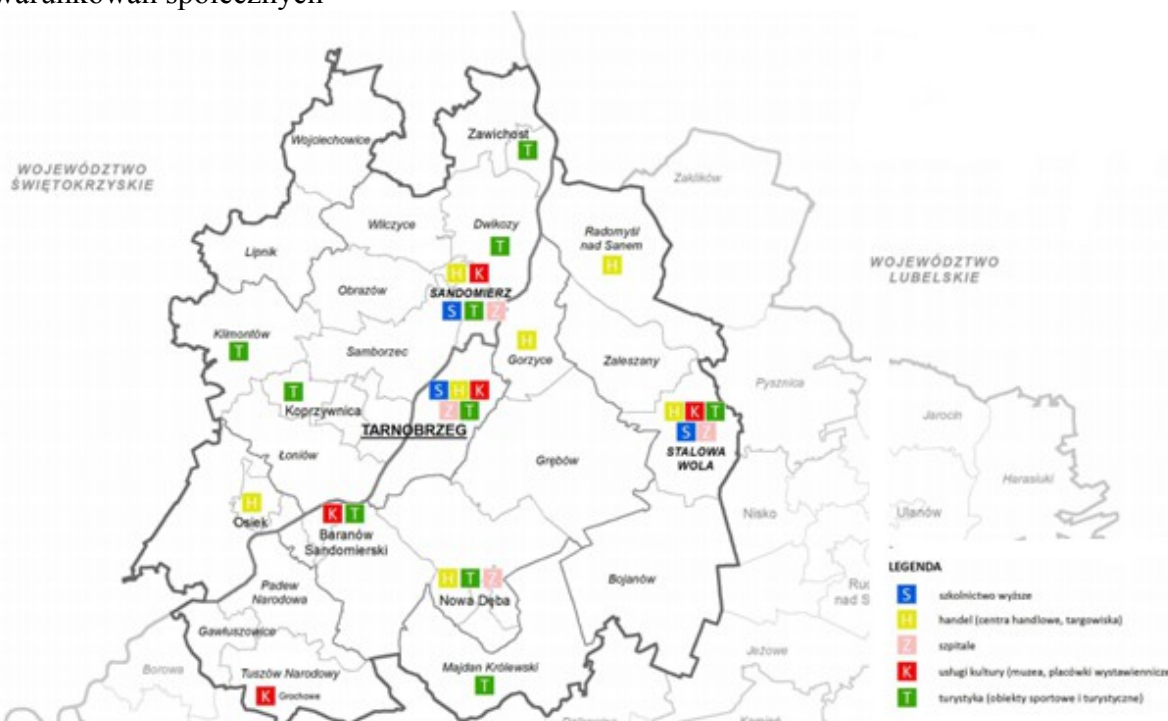 warunkowań społecznych
Wojciechowice
Zawichost
T
WOJEWÓDZTWO
ŚWIĘTOKRZYSKIE
Zaklików
Wilczyce
Dwikozy
T
Radomyśl
nad Sanem
H
Lipnik
WOJEWÓDZTWO
LUBELSKIE
Obrazów
H K
SANDOMIERZ
S T Z
Klimontów
T
Samborzec
H
Gorzyce
Zaleszany
Pysznica
T
Koprzywnica
S H K
Z T
TARNOBRZEG
H K T
S Z
STALOWA
WOLA
Jarocin
Łoniów
Grębów
Harasiuki
H
Osiek
K T
Baranów
Sandomierski
Nisko
Ulanów
H T Z
Nowa Dęba
Bojanów
Padew
Narodowa
Rud
nad S
Gawłuszowice
Borowa
Tuszów Narodowy
K Grochowe
Majdan Królewski
T
Jeżowe
Kamień
LEGENDA
S szkolnictwo wyższe
H handel (centra handlowe, targowiska)
Z szpitale
K usługi kultury (muzea, placówki wystawiennicze
T turystyka (obiekty sportowe i turystyczne)